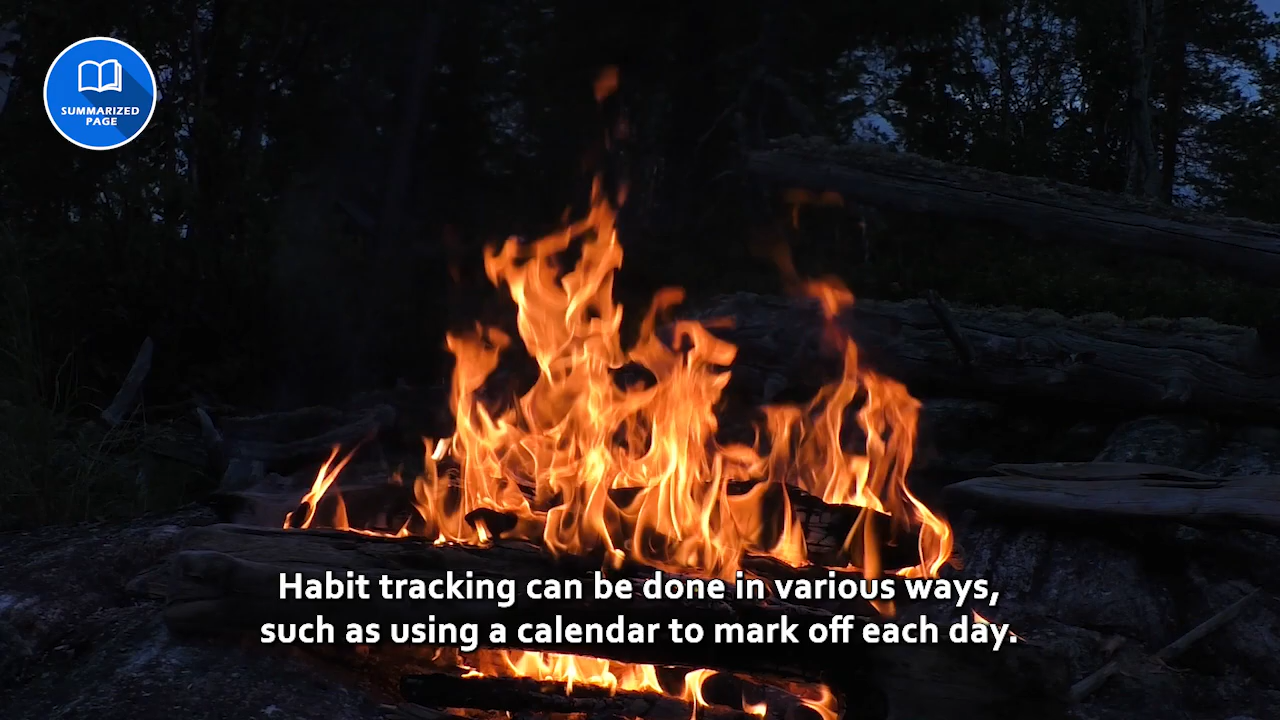 SUMMARIZED
PAGE
Habit tracking can be done in various ways,
such as using a calendar to mark off each day.